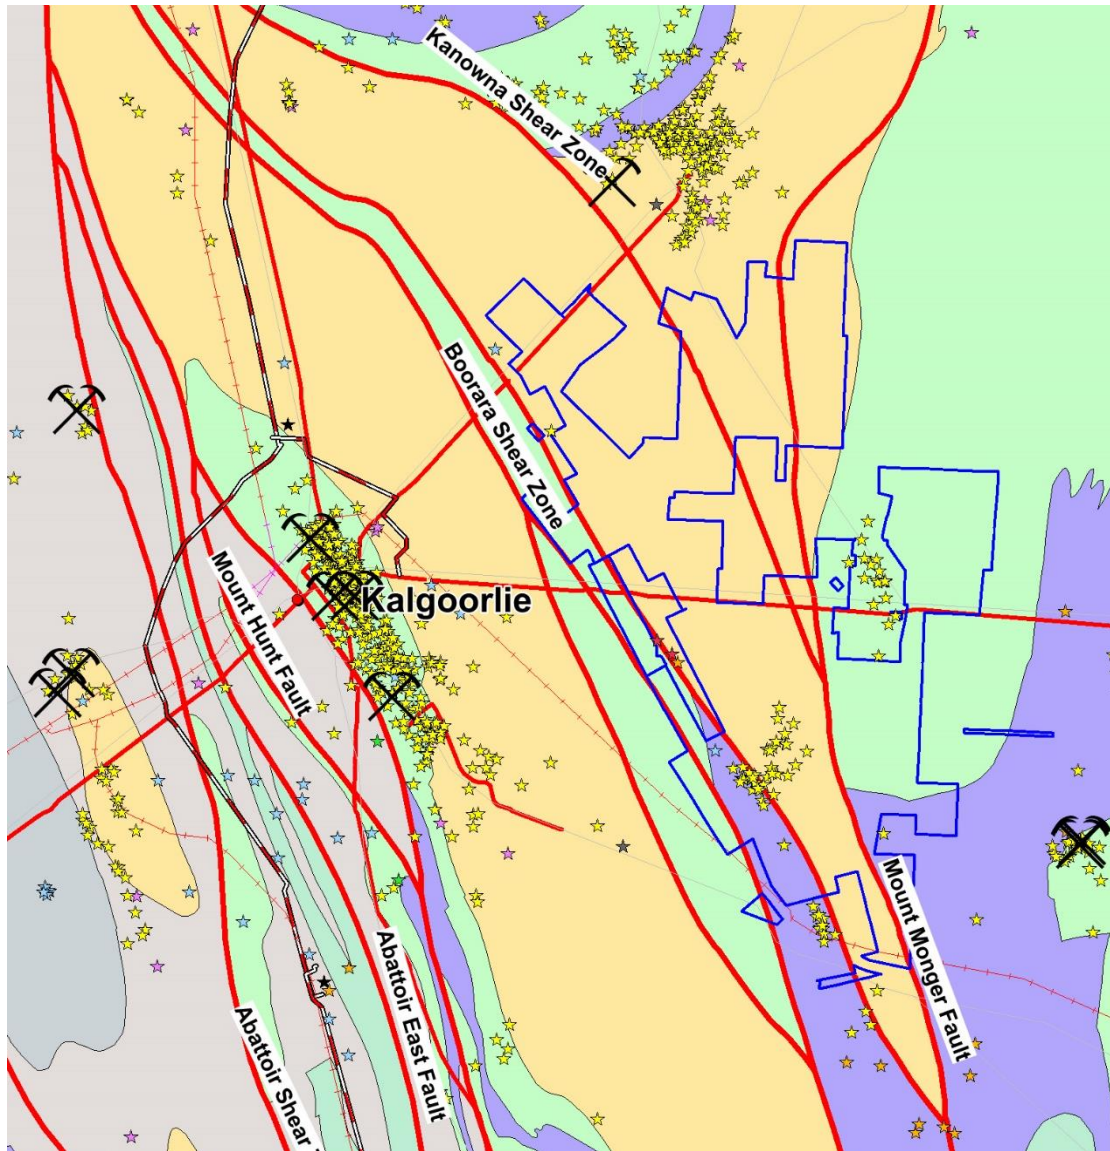 Kanowna Shear Zone
Boorara Shear Zone
Kalgoorlie
Mount Hunt Fault
Mount Monger Fault
Abattoir East Fault
Abattoir Shear